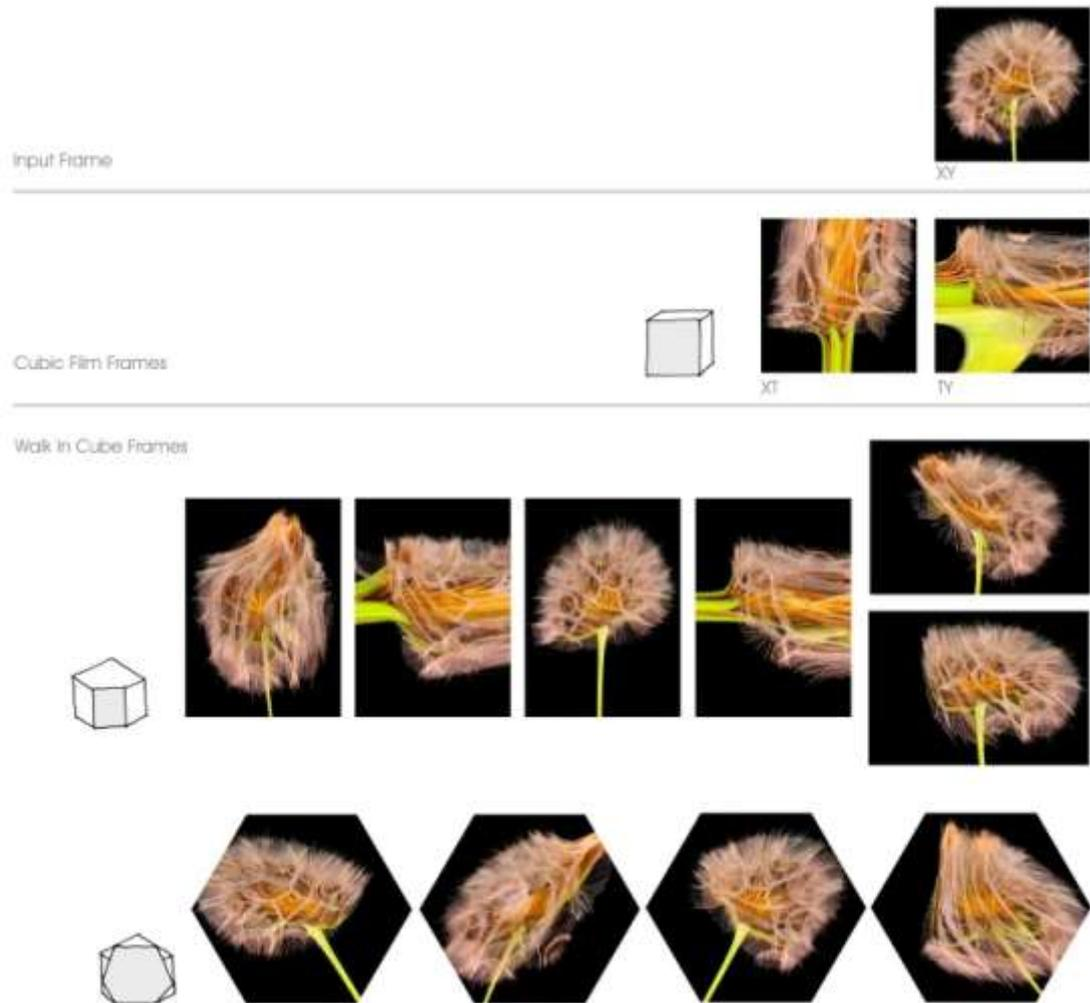 Input Frame
XY
Cubic Film Frames
XT
TY
Walk In Cube Frames